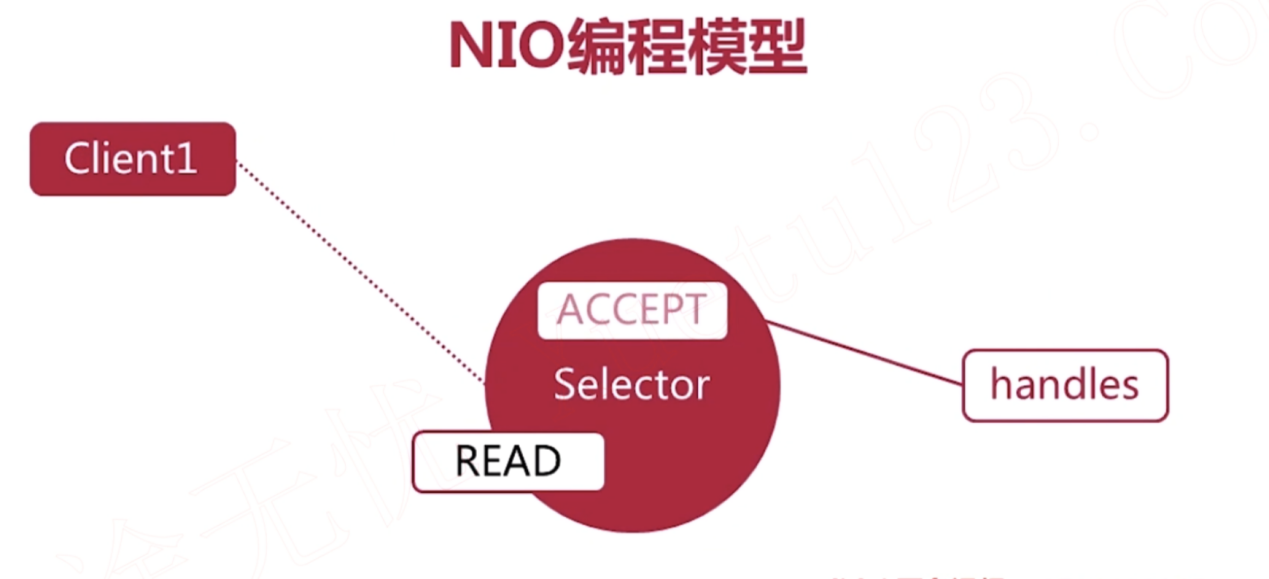 NIO编程模型
Client1
ACCEPT
Selector
handles
READ